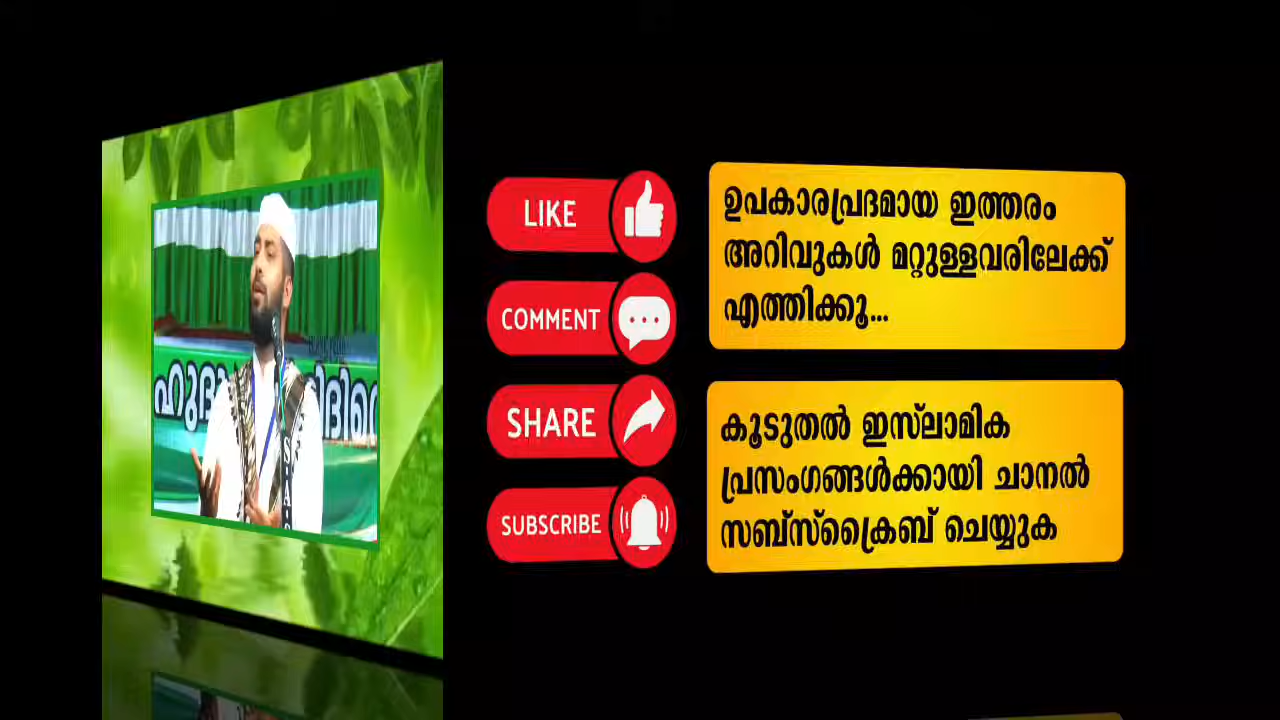 LIKE
COMMENT
SHARE
SUBSCRIBE
ഉപകാരപ്രദമായ ഇത്തരം
അറിവുകൾ മറ്റുള്ളവരിലേക്ക്
എത്തിക്കൂ...
കൂടുതൽ ഇസ്ലാമിക
പ്രസംഗങ്ങൾക്കായി ചാനൽ
സബ്സ്ക്രൈബ് ചെയ്യുക